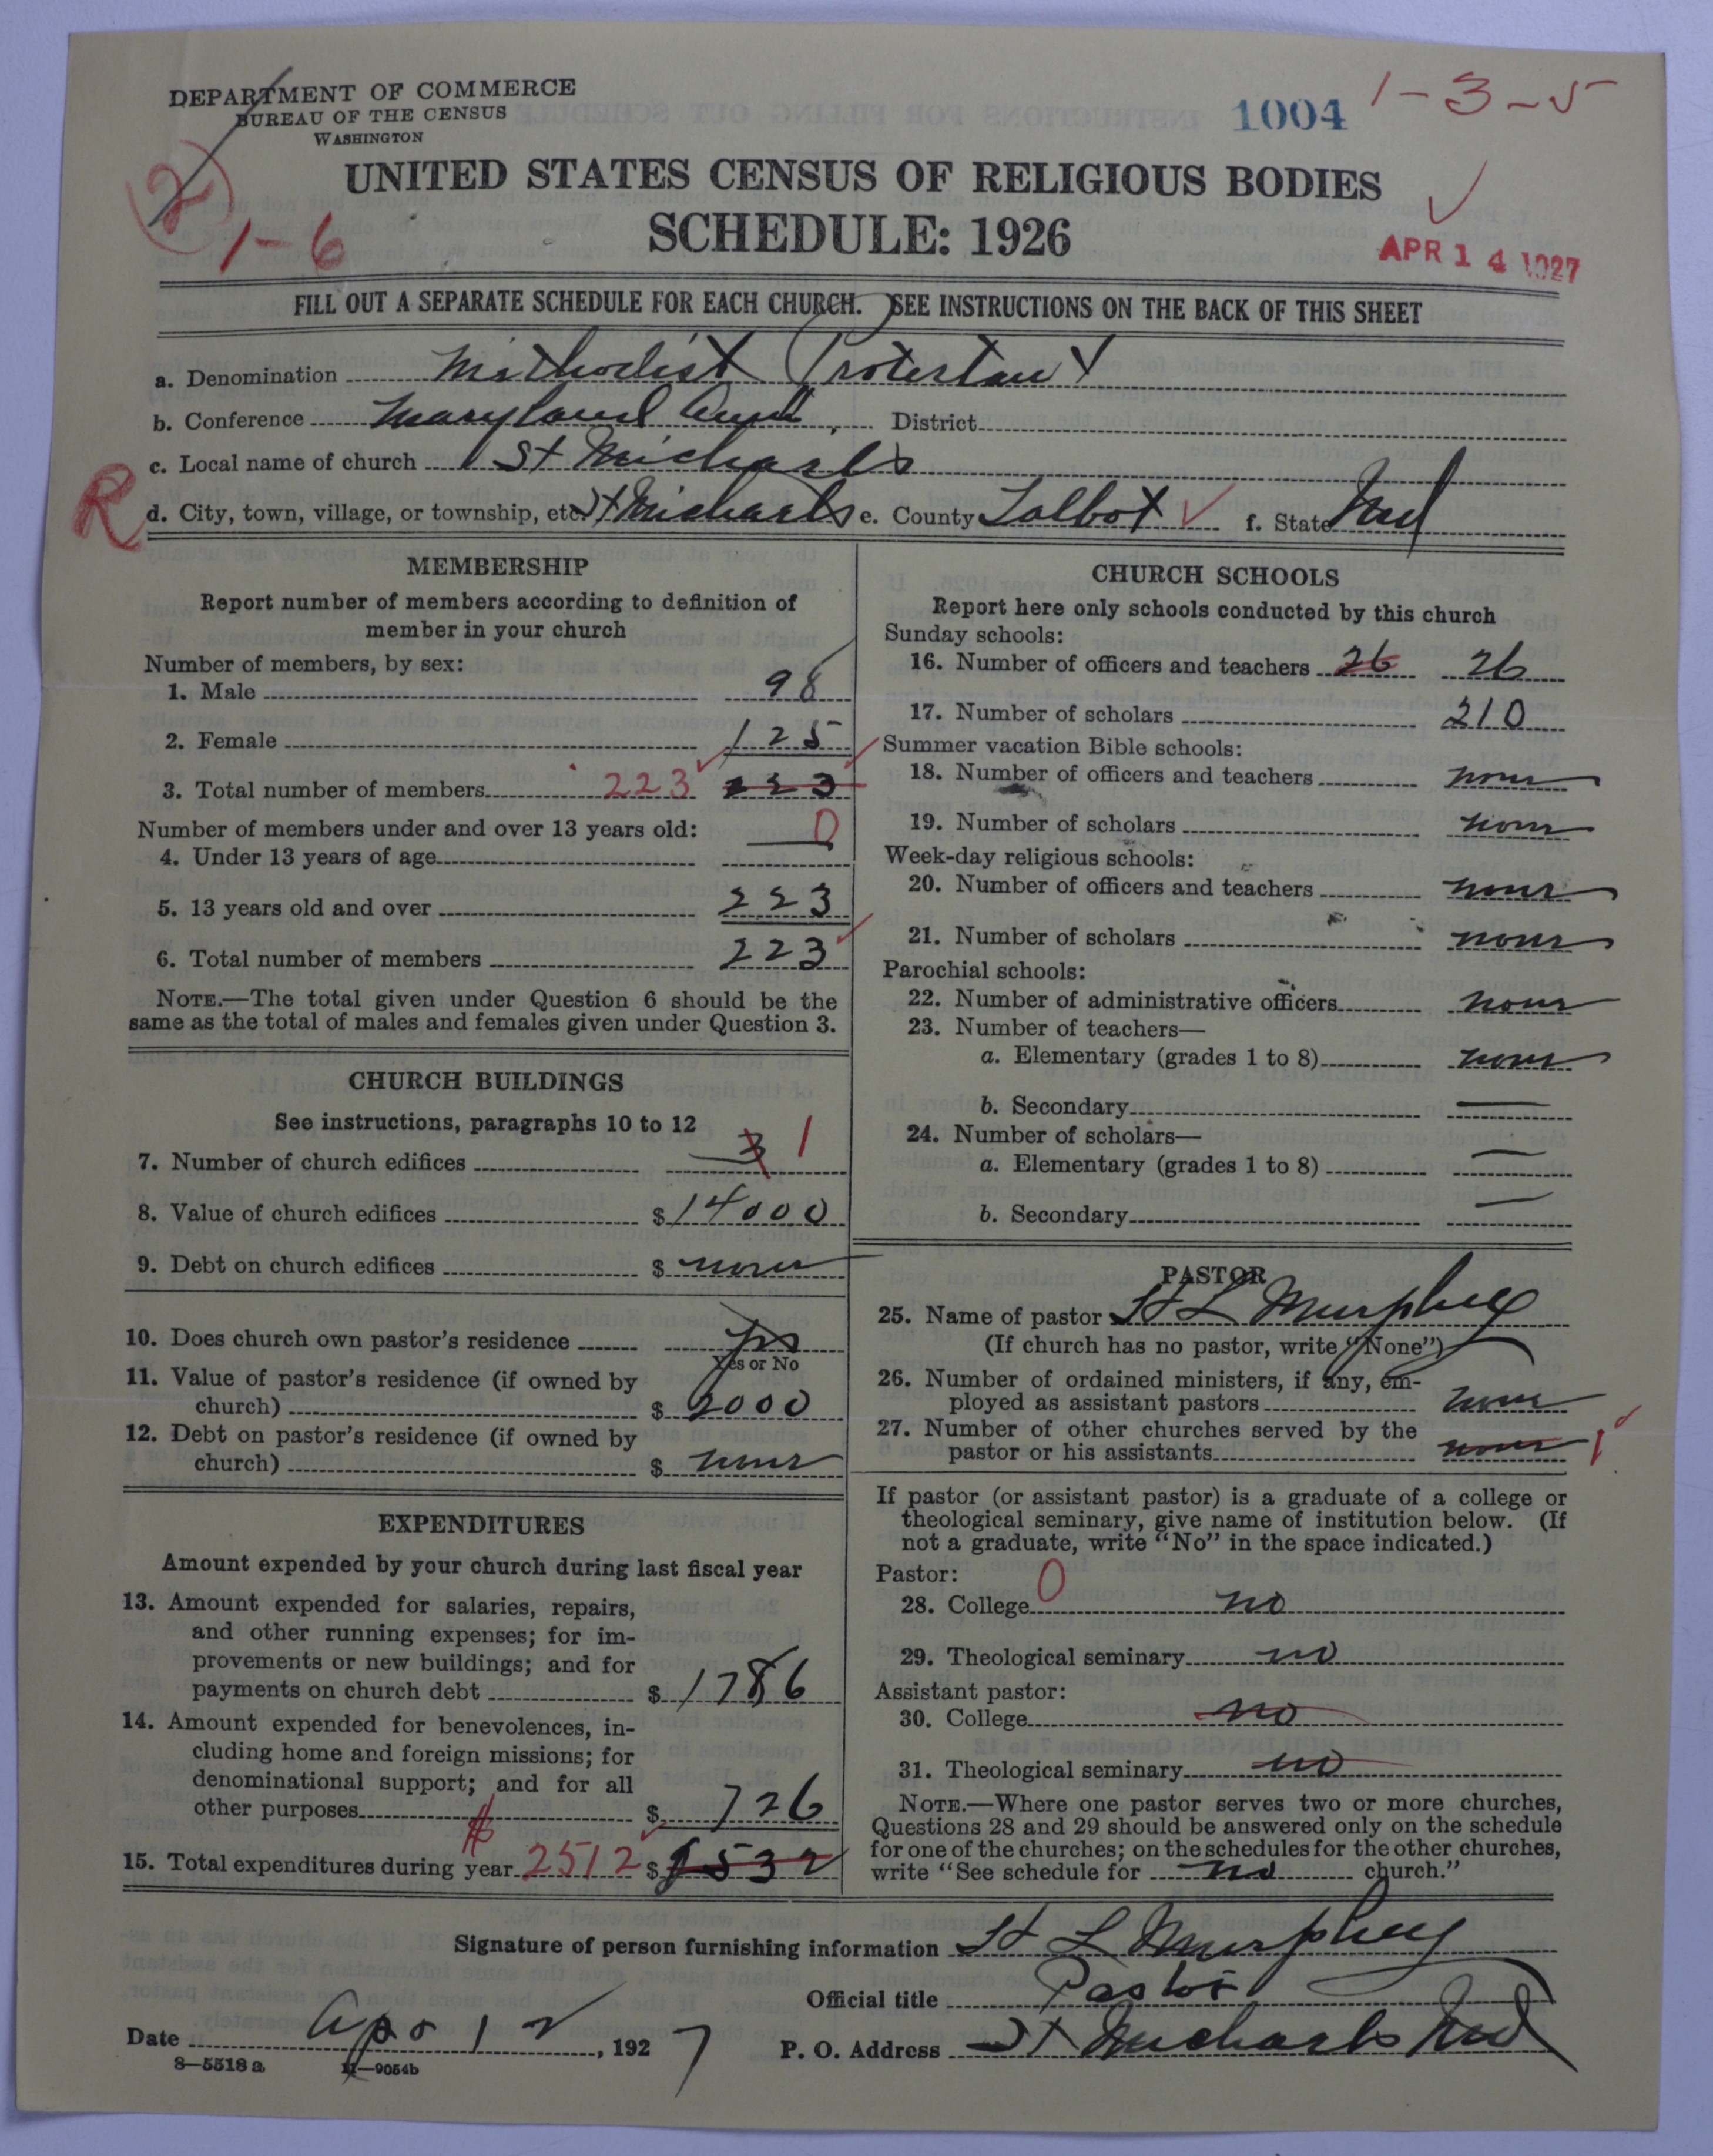 DEPARTMENT OF COMMERCE
BUREAU OF THE CENSUS
WASHINGTON
1004 1-3-5
UNITED STATES CENSUS OF RELIGIOUS BODIES
SCHEDULE: 1926
2
1-6
APR 14 1927
FILL OUT A SEPARATE SCHEDULE FOR EACH CHURCH. SEE INSTRUCTIONS ON THE BACK OF THIS SHEET
a. Denomination Methodist Protestant
b. Conference Maryland District
c. Local name of church St Michaels
R
d. City, town, village, or township, etc. St Michaels e. County Talbot f. State Md
MEMBERSHIP
Report number of members according to definition of
member in your church
Number of members, by sex:
1. Male 98
2. Female 125
3. Total number of members 223 223
Number of members under and over 13 years old: 0
4. Under 13 years of age
5. 13 years old and over 223
6. Total number of members 223
NOTE.—The total given under Question 6 should be the
same as the total of males and females given under Question 3.
CHURCH BUILDINGS
See instructions, paragraphs 10 to 12
7. Number of church edifices 3 1
8. Value of church edifices $ 14000
9. Debt on church edifices $ none
10. Does church own pastor's residence yes
Yes or No
11. Value of pastor's residence (if owned by
church) $ 2000
12. Debt on pastor's residence (if owned by
church) $ none
EXPENDITURES
Amount expended by your church during last fiscal year
13. Amount expended for salaries, repairs,
and other running expenses; for im-
provements or new buildings; and for
payments on church debt $ 1786
14. Amount expended for benevolences, in-
cluding home and foreign missions; for
denominational support; and for all
other purposes $ 726
15. Total expenditures during year $ 2512 $
CHURCH SCHOOLS
Report here only schools conducted by this church
Sunday schools:
16. Number of officers and teachers 26 26
17. Number of scholars 210
Summer vacation Bible schools:
18. Number of officers and teachers none
19. Number of scholars none
Week-day religious schools:
20. Number of officers and teachers none
21. Number of scholars none
Parochial schools:
22. Number of administrative officers none
23. Number of teachers—
a. Elementary (grades 1 to 8) none
b. Secondary —
24. Number of scholars—
a. Elementary (grades 1 to 8) —
b. Secondary —
PASTOR
25. Name of pastor H L Murphey
(If church has no pastor, write "None")
26. Number of ordained ministers, if any, em-
ployed as assistant pastors none
27. Number of other churches served by the
pastor or his assistants none 1
If pastor (or assistant pastor) is a graduate of a college or
theological seminary, give name of institution below. (If
not a graduate, write "No" in the space indicated.)
Pastor: 0
28. College no
29. Theological seminary no
Assistant pastor:
30. College no
31. Theological seminary no
NOTE.—Where one pastor serves two or more churches,
Questions 28 and 29 should be answered only on the schedule
for one of the churches; on the schedules for the other churches,
write "See schedule for no church."
Signature of person furnishing information H L Murphey
Official title Pastor
Date Apr 12, 1927
P. O. Address St Michaels Md
8—5518a 11—9054b